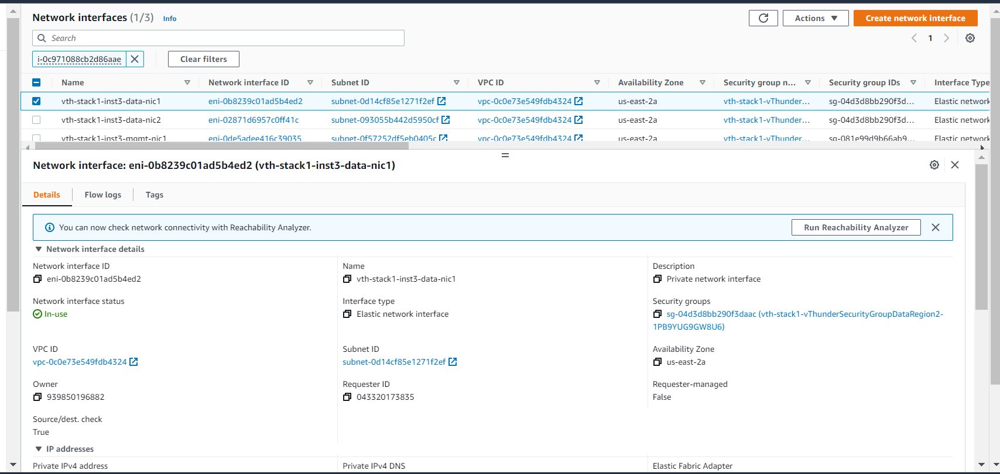 Network interfaces (1/3) Info
Actions
Create network interface
Search
1
i-0c971088cb2d86aae
Clear filters
Name Network interface ID Subnet ID VPC ID Availability Zone Security group n... Security group IDs Interface Type
vth-stack1-inst3-data-nic1 eni-0b8239c01ad5b4ed2 subnet-0d14cf85e1271f2ef vpc-0c0e73e549fdb4324 us-east-2a vth-stack1-vThunder... sg-04d3d8bb290f3d... Elastic network
vth-stack1-inst3-data-nic2 eni-02871d6957c0ff41c subnet-093055b442d5950cf vpc-0c0e73e549fdb4324 us-east-2a vth-stack1-vThunder... sg-04d3d8bb290f3d... Elastic network
vth-stack1-inst3-mgmt-nic1 eni-0de5adee416c39035 subnet-0f57252df5eb0405c vpc-0c0e73e549fdb4324 us-east-2a vth-stack1-vThunder... sg-081e99d9b66ab9... Elastic network
Network interface: eni-0b8239c01ad5b4ed2 (vth-stack1-inst3-data-nic1)
Details Flow logs Tags
You can now check network connectivity with Reachability Analyzer.
Run Reachability Analyzer
Network interface details
Network interface ID
eni-0b8239c01ad5b4ed2
Name
vth-stack1-inst3-data-nic1
Description
Private network interface
Network interface status
In-use
Interface type
Elastic network interface
Security groups
sg-04d3d8bb290f3daac (vth-stack1-vThunderSecurityGroupDataRegion2-
1PB9YUG9GW8U6)
VPC ID
vpc-0c0e73e549fdb4324
Subnet ID
subnet-0d14cf85e1271f2ef
Availability Zone
us-east-2a
Owner
939850196882
Requester ID
043320173835
Requester-managed
False
Source/dest. check
True
IP addresses
Private IPv4 address
Private IPv4 DNS
Elastic Fabric Adapter